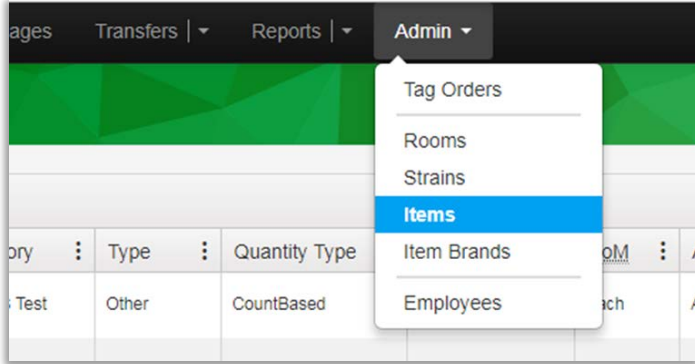 ages Transfers Reports Admin
Tag Orders
Rooms
Strains
Items
Item Brands
Employees
ory Type Quantity Type oM A
Test Other CountBased ach